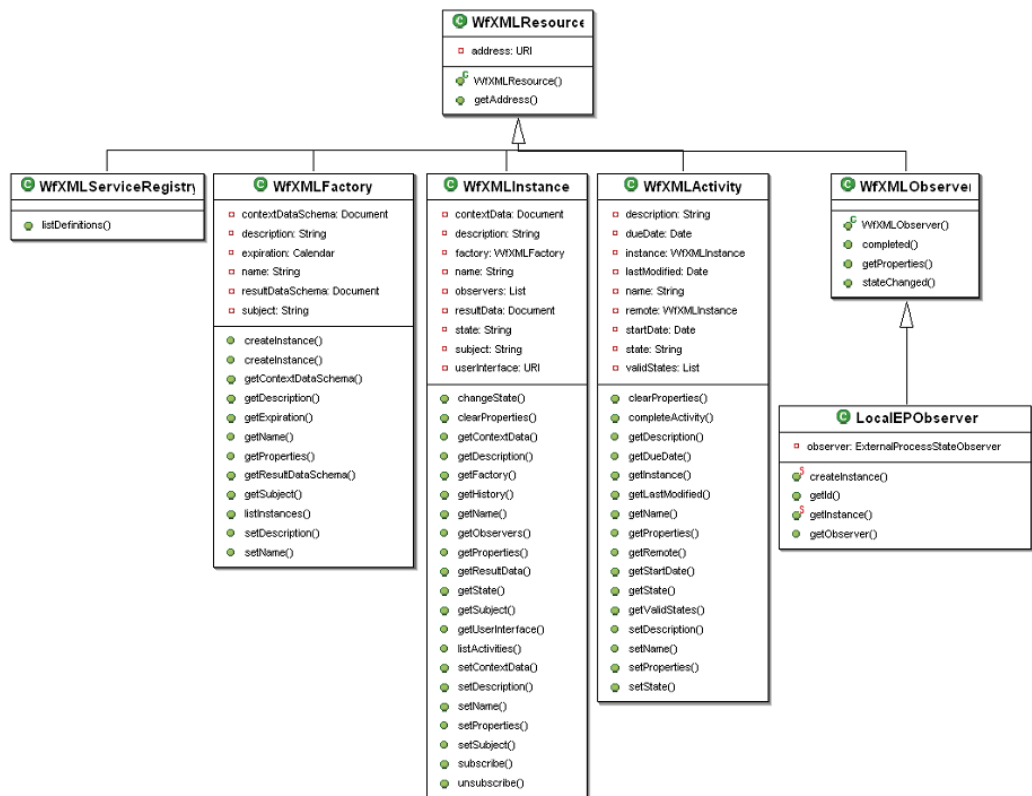 WfXMLResource
address: URI
WfXMLResource()
getAddress()
WfXMLServiceRegistry
listDefinitions()
WfXMLFactory
contextDataSchema: Document
description: String
expiration: Calendar
name: String
resultDataSchema: Document
subject: String
createInstance()
createInstance()
getContextDataSchema()
getDescription()
getExpiration()
getName()
getProperties()
getResultDataSchema()
getSubject()
listInstances()
setDescription()
setName()
WfXMLInstance
contextData: Document
description: String
factory: WfXMLFactory
name: String
observers: List
resultData: Document
state: String
subject: String
userInterface: URI
changeState()
clearProperties()
getContextData()
getDescription()
getFactory()
getHistory()
getName()
getObservers()
getProperties()
getResultData()
getState()
getSubject()
getUserInterface()
listActivities()
setContextData()
setDescription()
setName()
setProperties()
setSubject()
subscribe()
unsubscribe()
WfXMLActivity
description: String
dueDate: Date
instance: WfXMLInstance
lastModified: Date
name: String
remote: WfXMLInstance
startDate: Date
state: String
validStates: List
clearProperties()
completeActivity()
getDescription()
getDueDate()
getInstance()
getLastModified()
getName()
getProperties()
getRemote()
getStartDate()
getState()
getValidStates()
setDescription()
setName()
setProperties()
setState()
WfXMLObserver
WfXMLObserver()
completed()
getProperties()
stateChanged()
LocalEPObserver
observer: ExternalProcessStateObserver
createInstance()
getId()
getInstance()
getObserver()